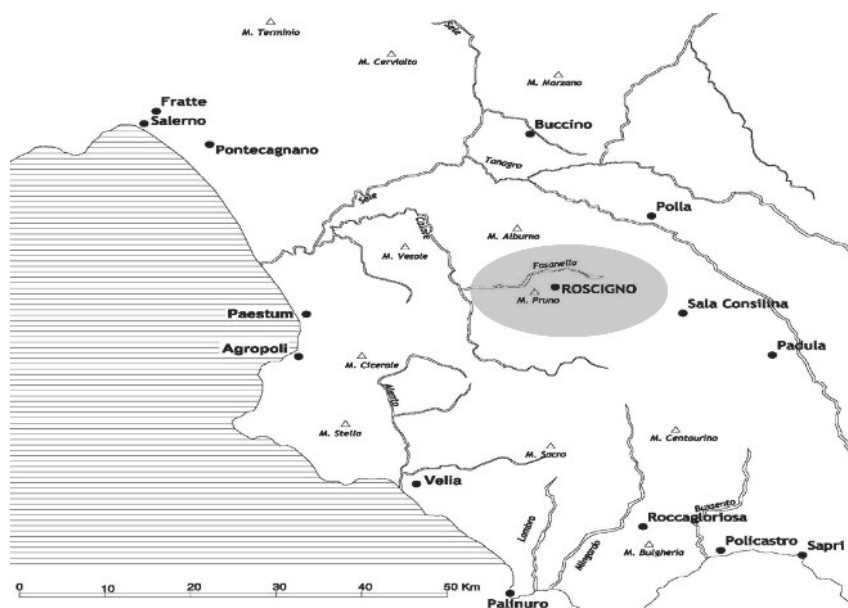 Sele
M. Terminio
M. Cervialto
M. Marzano
Fratte
Salerno
Buccino
Pontecagnano
Tanagro
Sele
Polla
Calore
M. Alburno
M. Vesole
Fasanella
ROSCIGNO
M. Pruno
Paestum
Sala Consilina
Agropoli
M. Cicerale
Padula
Alento
M. Stella
M. Centaurino
M. Sacro
Velia
Bussento
Roccagloriosa
Lambro
Mingardo
M. Bulgheria
Policastro
Sapri
0 10 20 30 40 50 Km
Palinuro